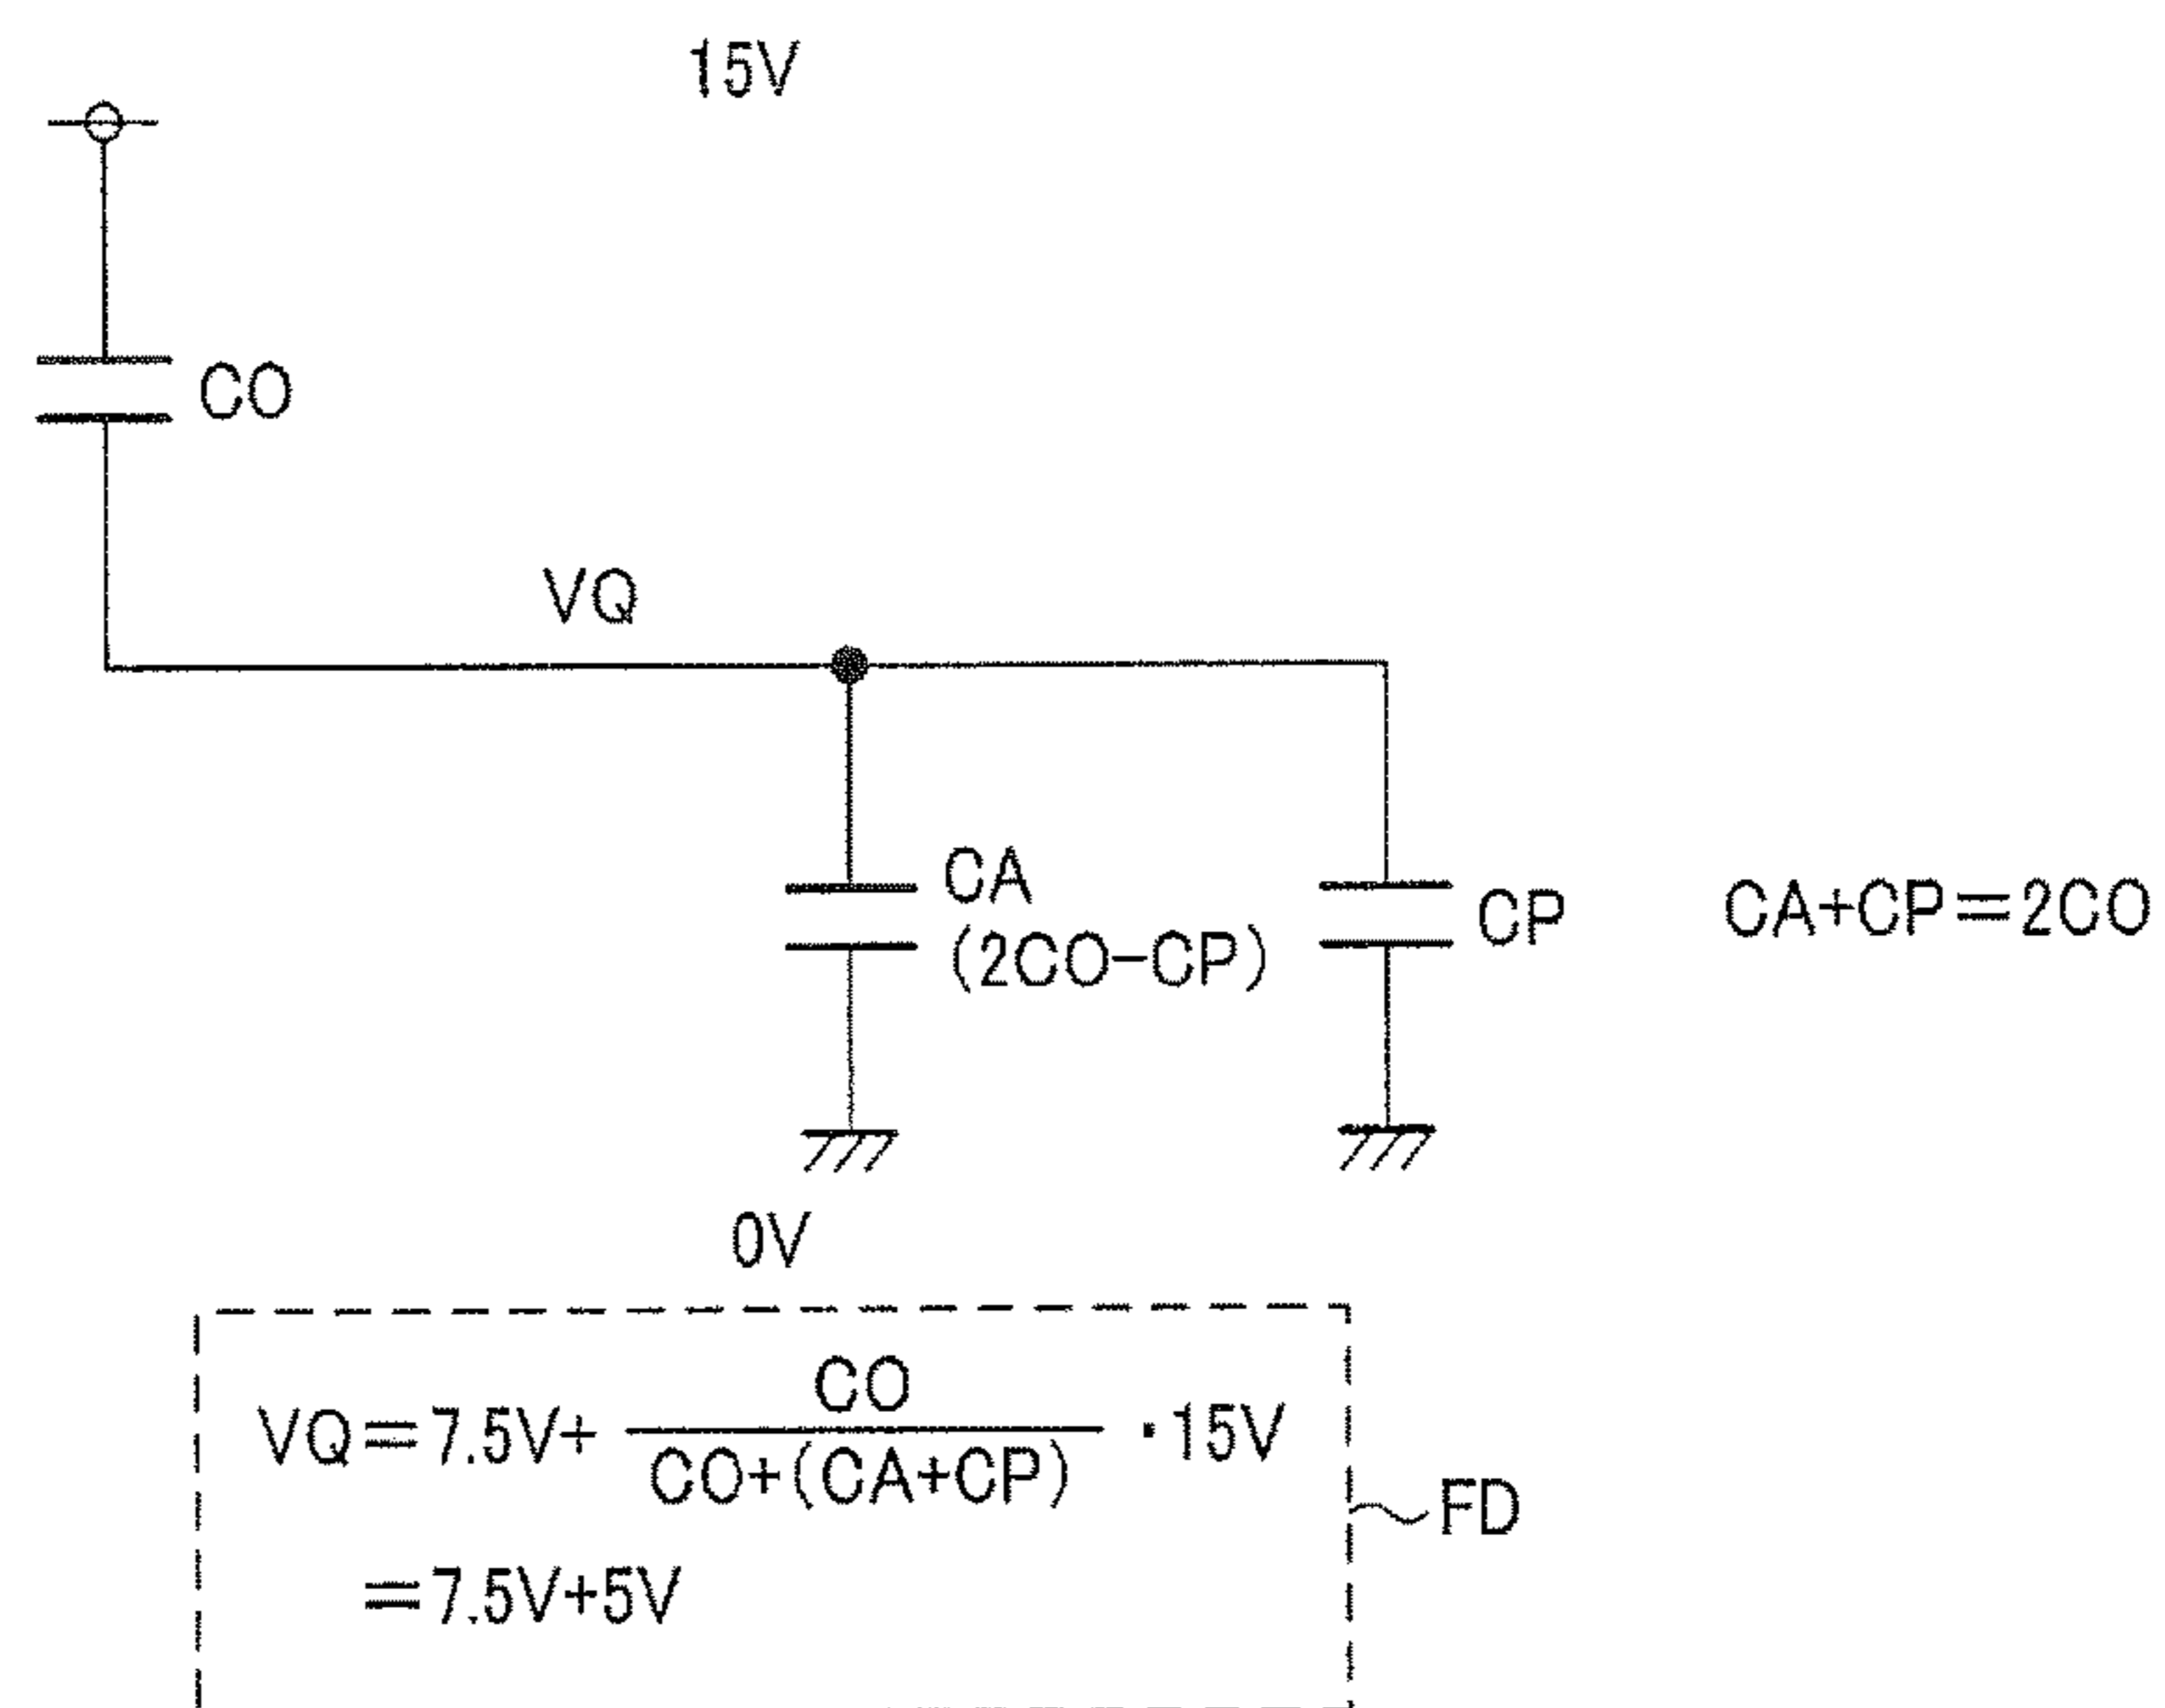 15V
CO
VQ
CA
(2CO-CP)
CP
CA+CP=2CO
0V
VQ=7.5V+ CO / CO+(CA+CP) ・15V
=7.5V+5V
FD